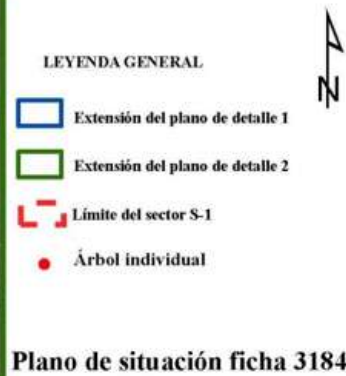 N
LEYENDA GENERAL
Extensión del plano de detalle 1
Extensión del plano de detalle 2
Límite del sector S-1
Árbol individual
Plano de situación ficha 3184